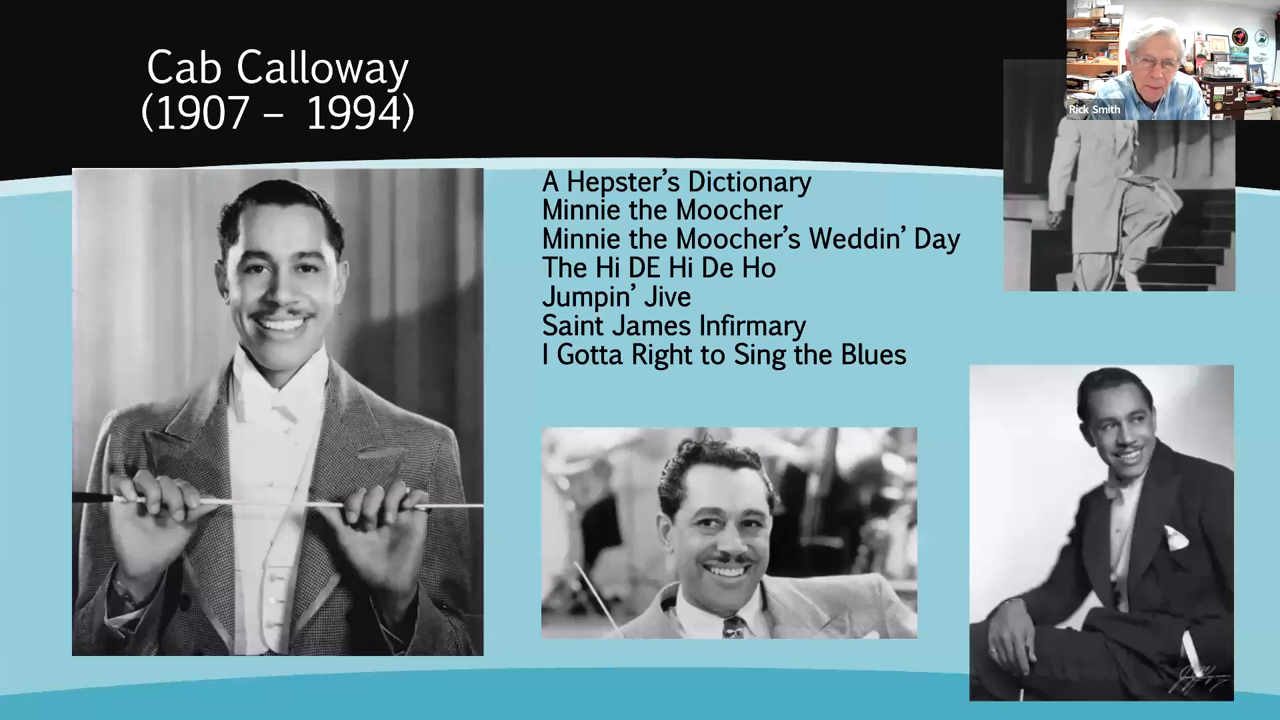 Cab Calloway
(1907 – 1994)
Rick Smith
A Hepster's Dictionary
Minnie the Moocher
Minnie the Moocher's Weddin' Day
The Hi DE Hi De Ho
Jumpin' Jive
Saint James Infirmary
I Gotta Right to Sing the Blues